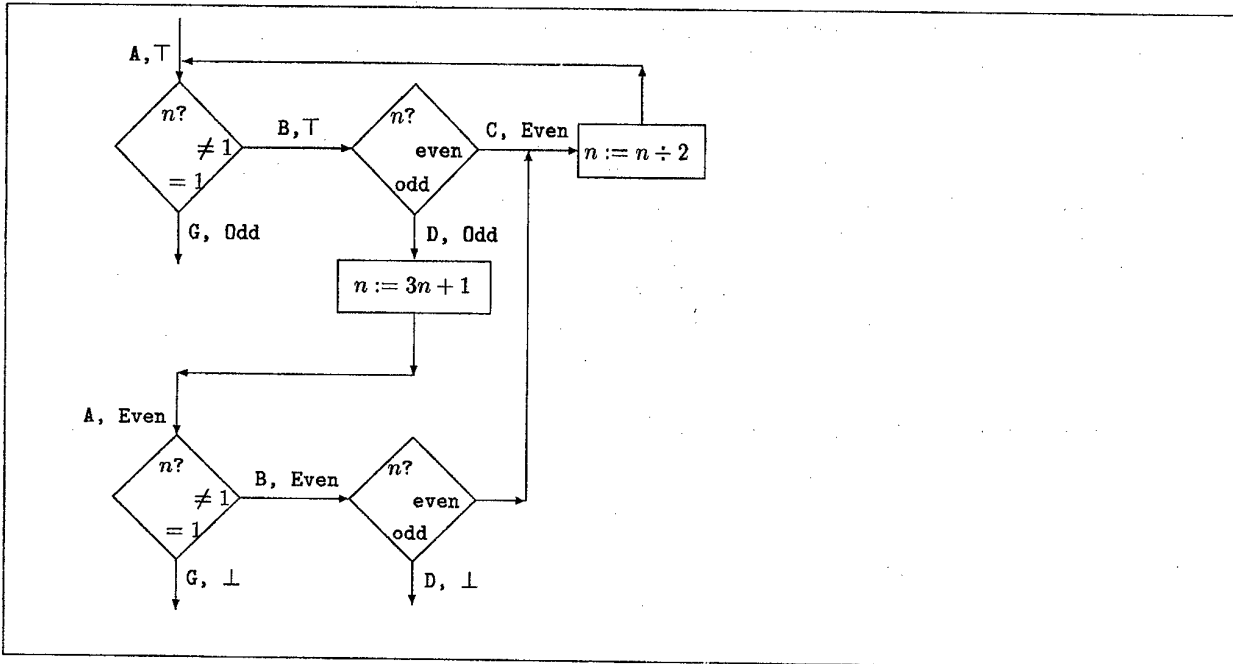 A,⊤
n?
≠ 1
= 1
B,⊤
n?
even
odd
C, Even
n := n ÷ 2
G, Odd
D, Odd
n := 3n + 1
A, Even
n?
≠ 1
= 1
B, Even
n?
even
odd
G, ⊥
D, ⊥